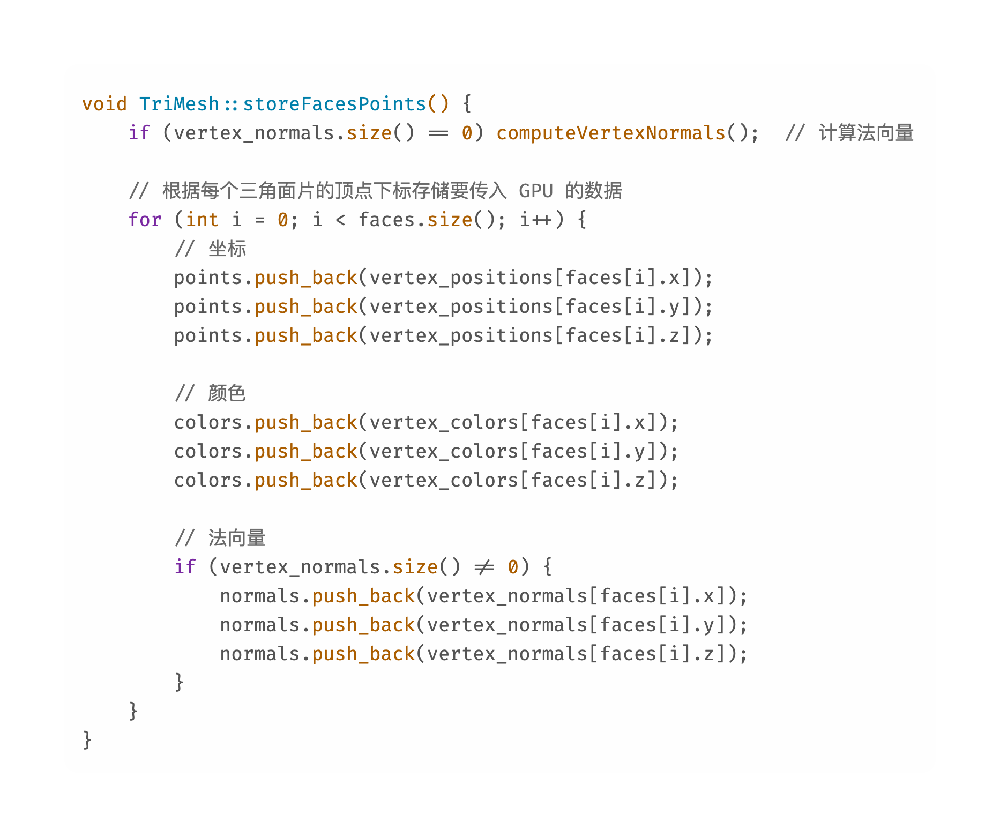 void TriMesh::storeFacesPoints() {
    if (vertex_normals.size() == 0) computeVertexNormals();  // 计算法向量

    // 根据每个三角面片的顶点下标存储要传入 GPU 的数据
    for (int i = 0; i < faces.size(); i++) {
        // 坐标
        points.push_back(vertex_positions[faces[i].x]);
        points.push_back(vertex_positions[faces[i].y]);
        points.push_back(vertex_positions[faces[i].z]);

        // 颜色
        colors.push_back(vertex_colors[faces[i].x]);
        colors.push_back(vertex_colors[faces[i].y]);
        colors.push_back(vertex_colors[faces[i].z]);

        // 法向量
        if (vertex_normals.size() != 0) {
            normals.push_back(vertex_normals[faces[i].x]);
            normals.push_back(vertex_normals[faces[i].y]);
            normals.push_back(vertex_normals[faces[i].z]);
        }
    }
}